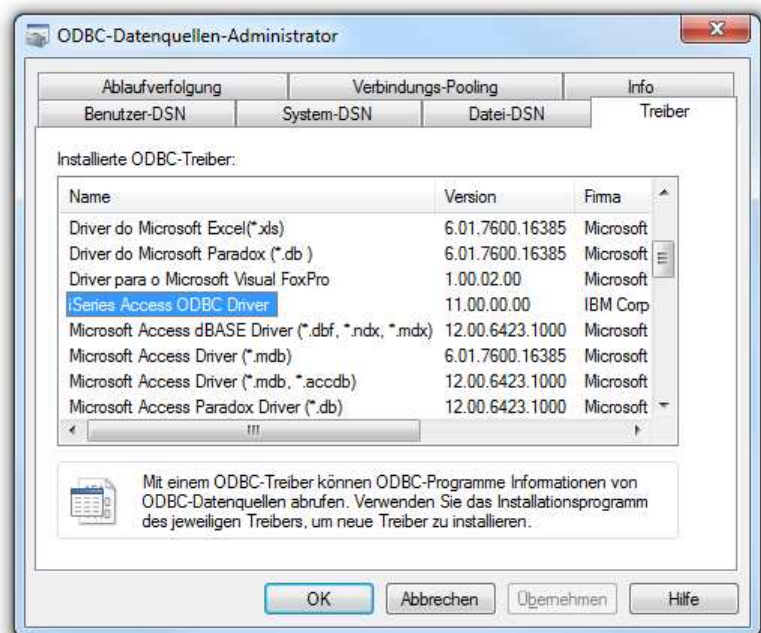 ODBC-Datenquellen-Administrator
Ablaufverfolgung Verbindungs-Pooling Info
Benutzer-DSN System-DSN Datei-DSN Treiber
Installierte ODBC-Treiber:
Name Version Firma
Driver do Microsoft Excel(*.xls) 6.01.7600.16385 Microsoft
Driver do Microsoft Paradox (*.db ) 6.01.7600.16385 Microsoft
Driver para o Microsoft Visual FoxPro 1.00.02.00 Microsoft
iSeries Access ODBC Driver 11.00.00.00 IBM Corp
Microsoft Access dBASE Driver (*.dbf, *.ndx, *.mdx) 12.00.6423.1000 Microsoft
Microsoft Access Driver (*.mdb) 6.01.7600.16385 Microsoft
Microsoft Access Driver (*.mdb, *.accdb) 12.00.6423.1000 Microsoft
Microsoft Access Paradox Driver (*.db) 12.00.6423.1000 Microsoft
Mit einem ODBC-Treiber können ODBC-Programme Informationen von
ODBC-Datenquellen abrufen. Verwenden Sie das Installationsprogramm
des jeweiligen Treibers, um neue Treiber zu installieren.
OK Abbrechen Übernehmen Hilfe